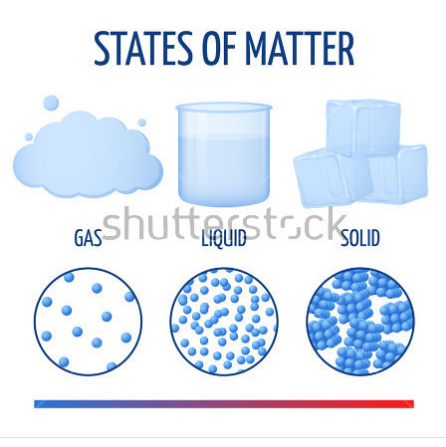 STATES OF MATTER
shutterstock
GAS LIQUID SOLID